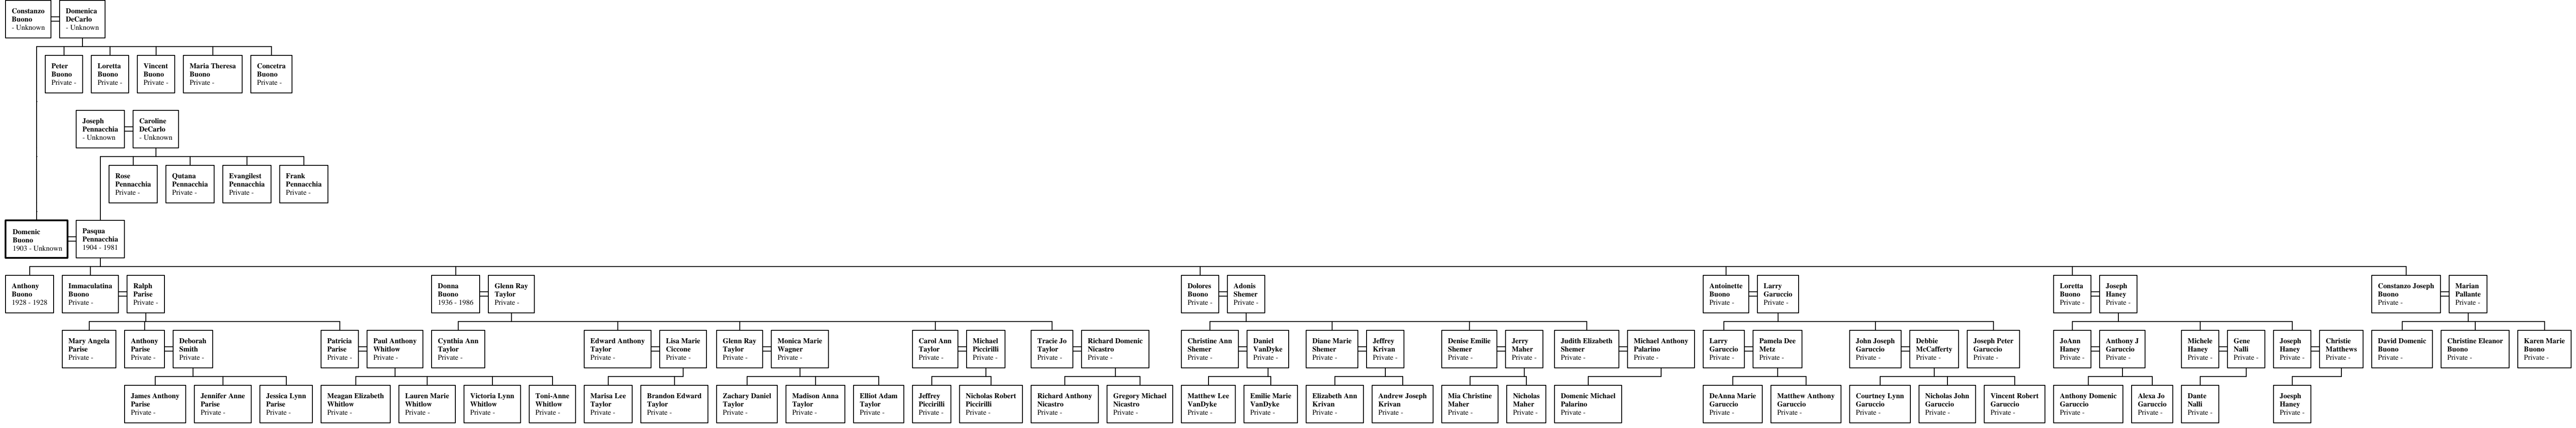 Constanzo
Buono
- Unknown
Domenica
DeCarlo
- Unknown
Peter
Buono
Private -
Loretta
Buono
Private -
Vincent
Buono
Private -
Maria Theresa
Buono
Private -
Concetra
Buono
Private -
Joseph
Pennacchia
- Unknown
Caroline
DeCarlo
- Unknown
Rose
Pennacchia
Private -
Qutana
Pennacchia
Private -
Evangilest
Pennacchia
Private -
Frank
Pennacchia
Private -
Domenic
Buono
1903 - Unknown
Pasqua
Pennacchia
1904 - 1981
Anthony
Buono
1928 - 1928
Immaculatina
Buono
Private -
Ralph
Parise
Private -
Donna
Buono
1936 - 1986
Glenn Ray
Taylor
Private -
Dolores
Buono
Private -
Adonis
Shemer
Private -
Antoinette
Buono
Private -
Larry
Garuccio
Private -
Loretta
Buono
Private -
Joseph
Haney
Private -
Constanzo Joseph
Buono
Private -
Marian
Pallante
Private -
Mary Angela
Parise
Private -
Anthony
Parise
Private -
Deborah
Smith
Private -
Patricia
Parise
Private -
Paul Anthony
Whitlow
Private -
Cynthia Ann
Taylor
Private -
Edward Anthony
Taylor
Private -
Lisa Marie
Ciccone
Private -
Glenn Ray
Taylor
Private -
Monica Marie
Wagner
Private -
Carol Ann
Taylor
Private -
Michael
Piccirilli
Private -
Tracie Jo
Taylor
Private -
Richard Domenic
Nicastro
Private -
Christine Ann
Shemer
Private -
Daniel
VanDyke
Private -
Diane Marie
Shemer
Private -
Jeffrey
Krivan
Private -
Denise Emilie
Shemer
Private -
Jerry
Maher
Private -
Judith Elizabeth
Shemer
Private -
Michael Anthony
Palarino
Private -
Larry
Garuccio
Private -
Pamela Dee
Metz
Private -
John Joseph
Garuccio
Private -
Debbie
McCafferty
Private -
Joseph Peter
Garuccio
Private -
JoAnn
Haney
Private -
Anthony J
Garuccio
Private -
Michele
Haney
Private -
Gene
Nalli
Private -
Joseph
Haney
Private -
Christie
Matthews
Private -
David Domenic
Buono
Private -
Christine Eleanor
Buono
Private -
Karen Marie
Buono
Private -
James Anthony
Parise
Private -
Jennifer Anne
Parise
Private -
Jessica Lynn
Parise
Private -
Meagan Elizabeth
Whitlow
Private -
Lauren Marie
Whitlow
Private -
Victoria Lynn
Whitlow
Private -
Toni-Anne
Whitlow
Private -
Marisa Lee
Taylor
Private -
Brandon Edward
Taylor
Private -
Zachary Daniel
Taylor
Private -
Madison Anna
Taylor
Private -
Elliot Adam
Taylor
Private -
Jeffrey
Piccirilli
Private -
Nicholas Robert
Piccirilli
Private -
Richard Anthony
Nicastro
Private -
Gregory Michael
Nicastro
Private -
Matthew Lee
VanDyke
Private -
Emilie Marie
VanDyke
Private -
Elizabeth Ann
Krivan
Private -
Andrew Joseph
Krivan
Private -
Mia Christine
Maher
Private -
Nicholas
Maher
Private -
Domenic Michael
Palarino
Private -
DeAnna Marie
Garuccio
Private -
Matthew Anthony
Garuccio
Private -
Courtney Lynn
Garuccio
Private -
Nicholas John
Garuccio
Private -
Vincent Robert
Garuccio
Private -
Anthony Domenic
Garuccio
Private -
Alexa Jo
Garuccio
Private -
Dante
Nalli
Private -
Joesph
Haney
Private -